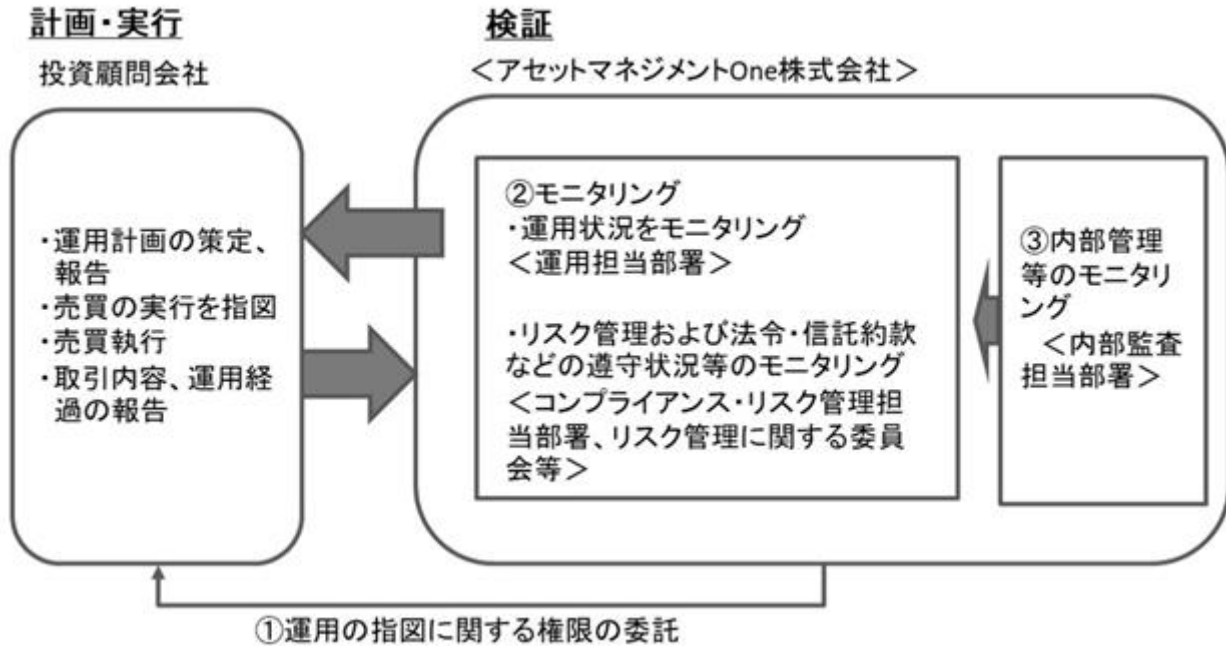 計画・実行
投資顧問会社
・運用計画の策定、
報告
・売買の実行を指図
・売買執行
・取引内容、運用経
過の報告
検証
＜アセットマネジメントOne株式会社＞
②モニタリング
・運用状況をモニタリング
＜運用担当部署＞
・リスク管理および法令・信託約款
などの遵守状況等のモニタリング
＜コンプライアンス・リスク管理担
当部署、リスク管理に関する委員
会等＞
③内部管理
等のモニタリ
ング
＜内部監査
担当部署＞
①運用の指図に関する権限の委託